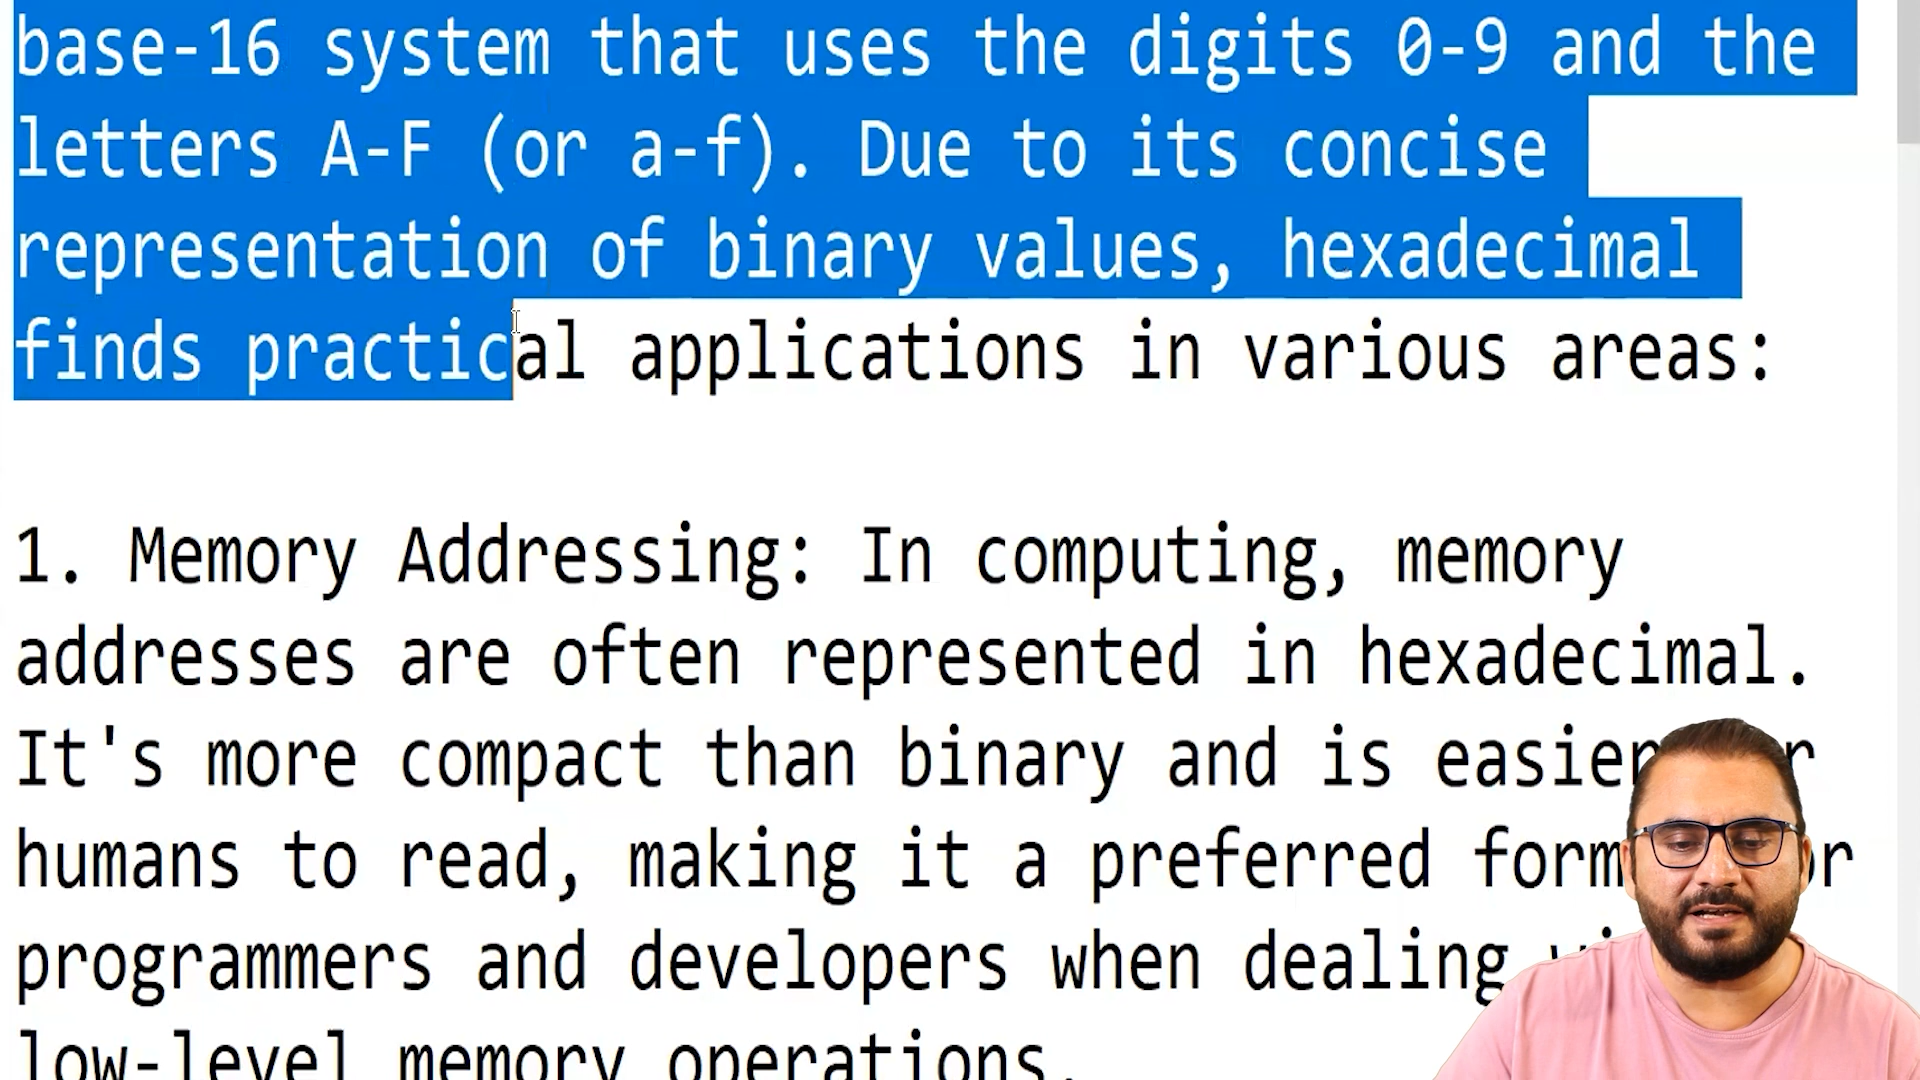 base-16 system that uses the digits 0-9 and the
letters A-F (or a-f). Due to its concise
representation of binary values, hexadecimal
finds practical applications in various areas:
1. Memory Addressing: In computing, memory
addresses are often represented in hexadecimal.
It's more compact than binary and is easier
humans to read, making it a preferred
programmers and developers when dealing
low-level memory operations.